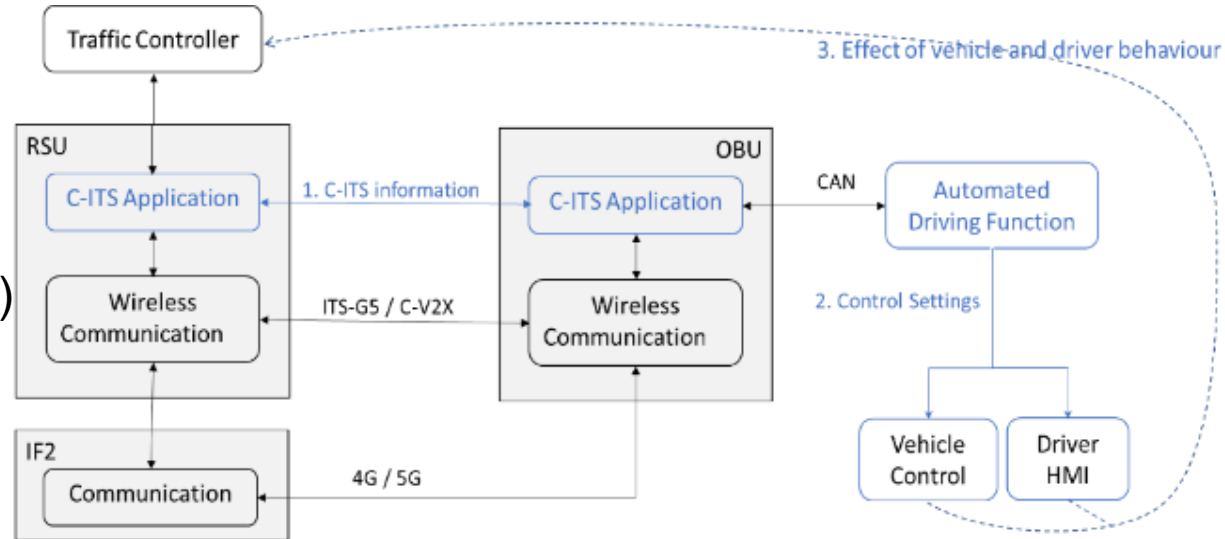 Traffic Controller
3. Effect of vehicle and driver behaviour
RSU
OBU
C-ITS Application
1. C-ITS information
C-ITS Application
CAN
Automated
Driving Function
)
Wireless
Communication
ITS-G5 / C-V2X
Wireless
Communication
2. Control Settings
IF2
Communication
4G / 5G
Vehicle
Control
Driver
HMI